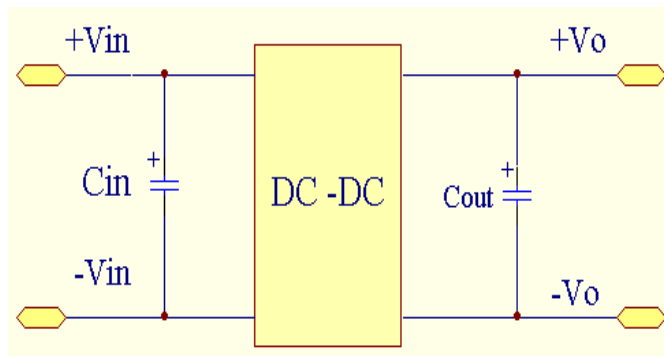 +Vin
+Vo
+
Cin
DC -DC
+
Cout
-Vin
-Vo